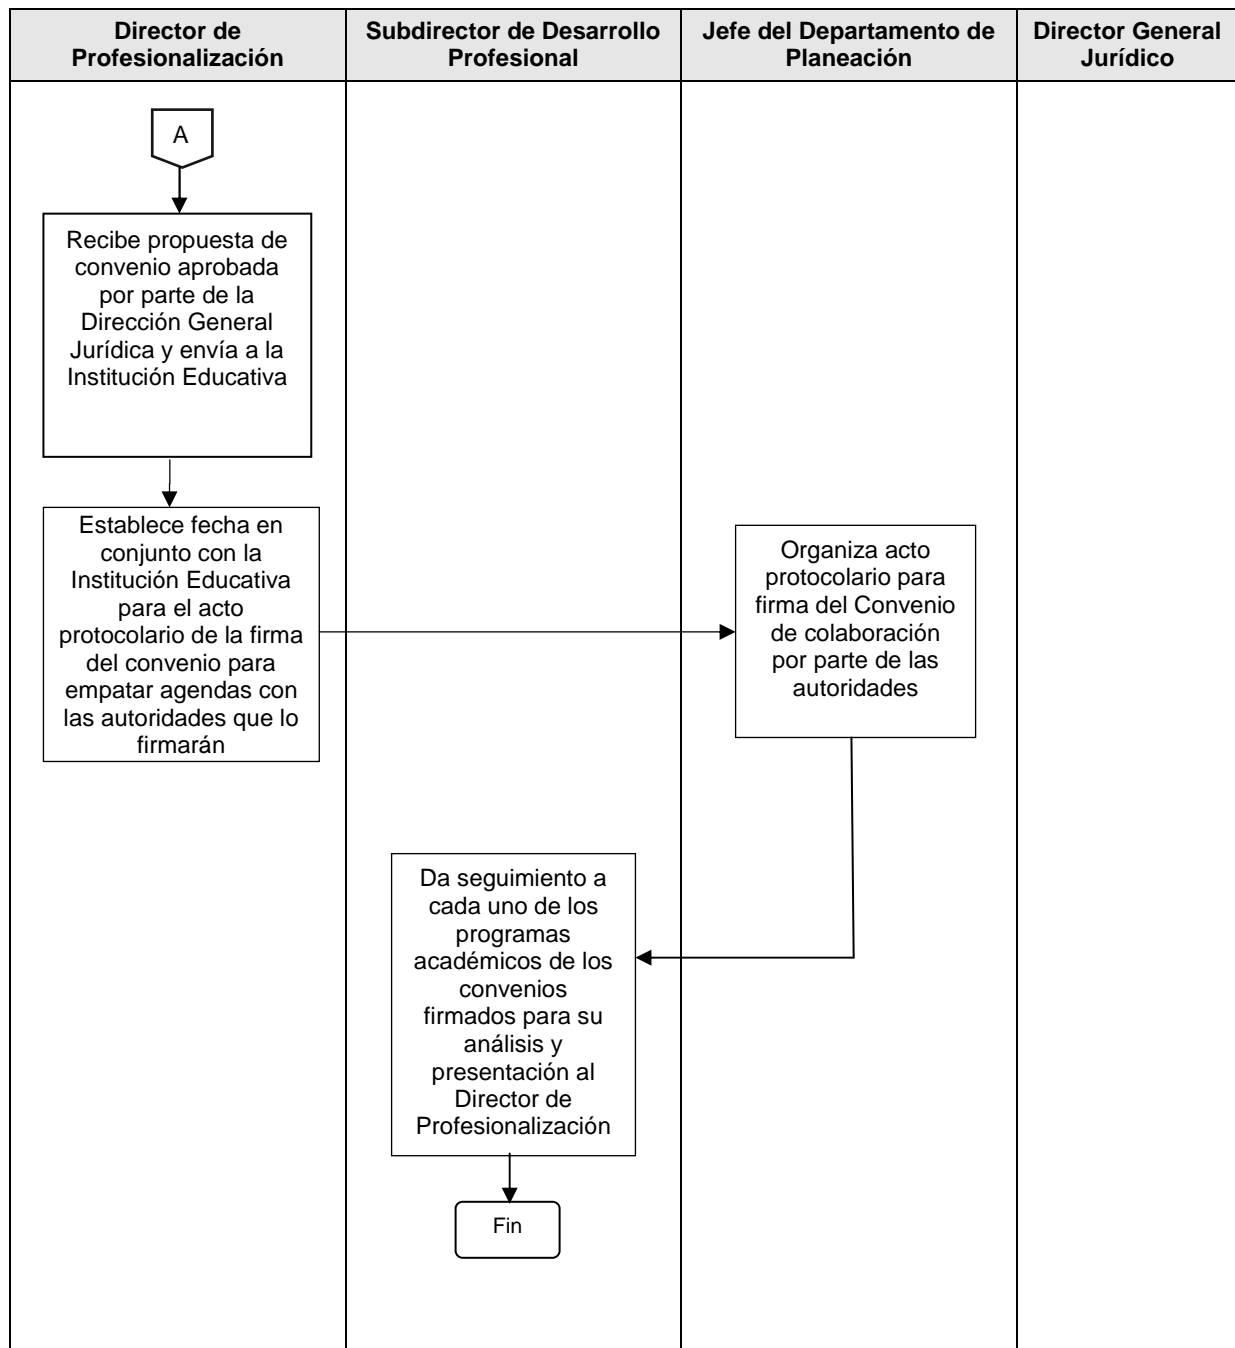 Director de
Profesionalización
Subdirector de Desarrollo
Profesional
Jefe del Departamento de
Planeación
Director General
Jurídico
A
Recibe propuesta de
convenio aprobada
por parte de la
Dirección General
Jurídica y envía a la
Institución Educativa
Establece fecha en
conjunto con la
Institución Educativa
para el acto
protocolario de la firma
del convenio para
empatar agendas con
las autoridades que lo
firmarán
Organiza acto
protocolario para
firma del Convenio
de colaboración
por parte de las
autoridades
Da seguimiento a
cada uno de los
programas
académicos de los
convenios
firmados para su
análisis y
presentación al
Director de
Profesionalización
Fin